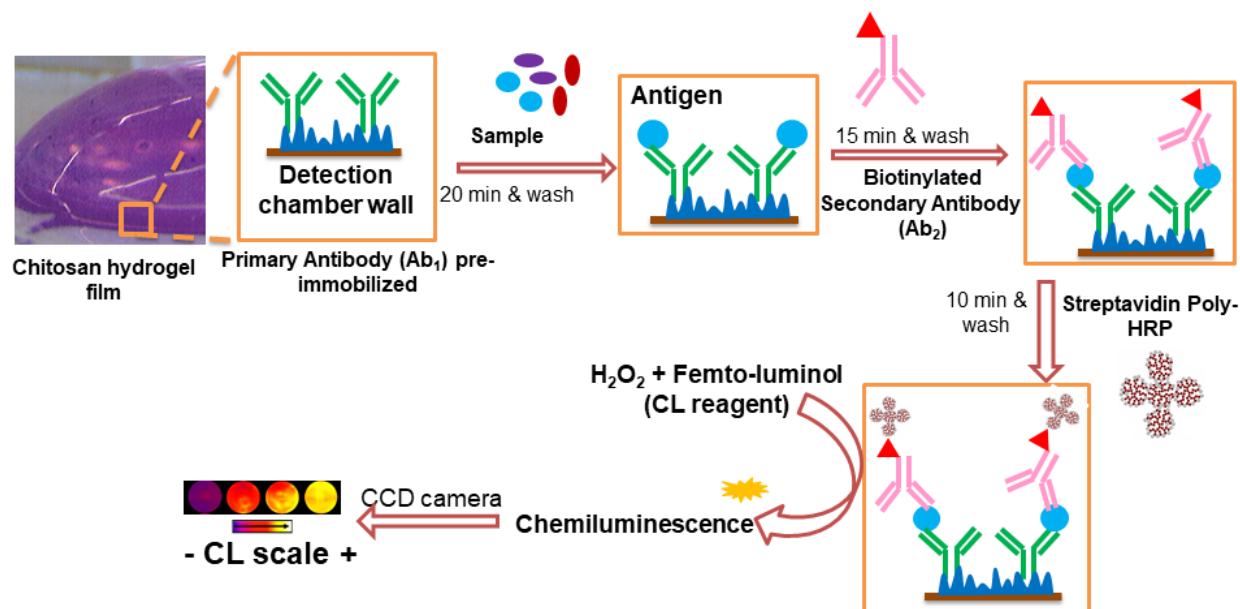 Chitosan hydrogel
film
Detection
chamber wall
Primary Antibody (Ab₁) pre-
immobilized
Sample
20 min & wash
Antigen
15 min & wash
Biotinylated
Secondary Antibody
(Ab₂)
10 min &
wash
Streptavidin Poly-
HRP
H₂O₂ + Femto-luminol
(CL reagent)
Chemiluminescence
CCD camera
- CL scale +